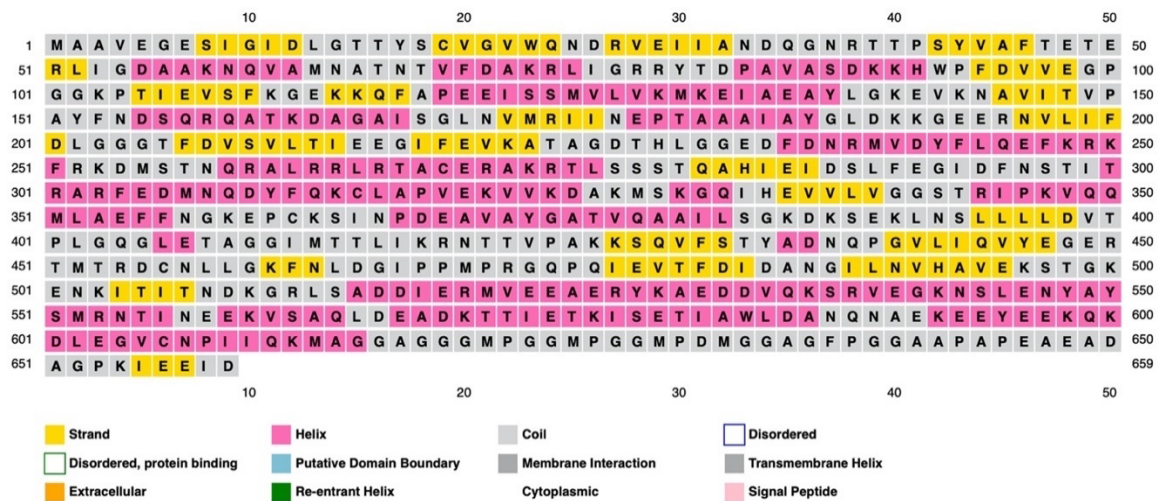 10 20 30 40 50
1 M A A V E G E S I G I D L G T T Y S C V G V W Q N D R V E I I A N D Q G N R T T P S Y V A F T E T E 50
51 R L I G D A A K N Q V A M N A T N T V F D A K R L I G R R Y T D P A V A S D K K H W P F D V V E G P 100
101 G G K P T I E V S F K G E K K Q F A P E E I S S M V L V K M K E I A E A Y L G K E V K N A V I T V P 150
151 A Y F N D S Q R Q A T K D A G A I S G L N V M R I I N E P T A A A I A Y G L D K K G E E R N V L I F 200
201 D L G G G T F D V S V L T I E E G I F E V K A T A G D T H L G G E D F D N R M V D Y F L Q E F K R K 250
251 F R K D M S T N Q R A L R R L R T A C E R A K R T L S S S T Q A H I E I D S L F E G I D F N S T I T 300
301 R A R F E D M N Q D Y F Q K C L A P V E K V V K D A K M S K G Q I H E V V L V G G S T R I P K V Q Q 350
351 M L A E F F N G K E P C K S I N P D E A V A Y G A T V Q A A I L S G K D K S E K L N S L L L L D V T 400
401 P L G Q G L E T A G G I M T T L I K R N T T V P A K K S Q V F S T Y A D N Q P G V L I Q V Y E G E R 450
451 T M T R D C N L L G K F N L D G I P P M P R G Q P Q I E V T F D I D A N G I L N V H A V E K S T G K 500
501 E N K I T I T N D K G R L S A D D I E R M V E E A E R Y K A E D D V Q K S R V E G K N S L E N Y A Y 550
551 S M R N T I N E E K V S A Q L D E A D K T T I E T K I S E T I A W L D A N Q N A E K E E Y E E K Q K 600
601 D L E G V C N P I I Q K M A G G A G G G M P G G M P G G M P D M G G A G F P G G A A P A P E A E A D 650
651 A G P K I E E I D 659
10 20 30 40 50
Strand Helix Coil Disordered
Disordered, protein binding Putative Domain Boundary Membrane Interaction Transmembrane Helix
Extracellular Re-entrant Helix Cytoplasmic Signal Peptide